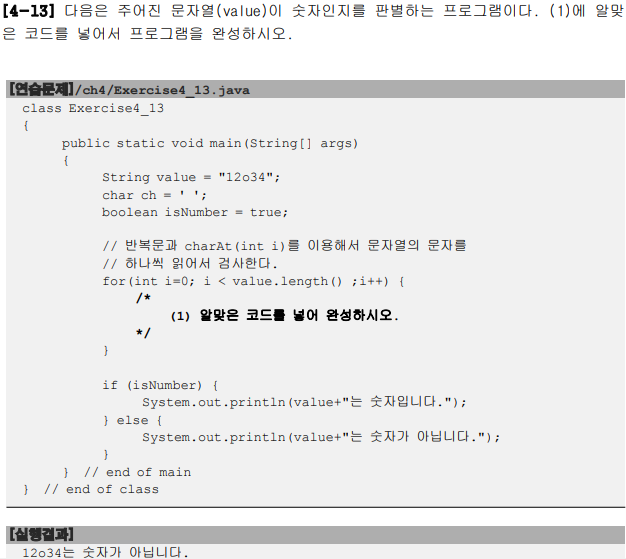 [4-13] 다음은 주어진 문자열(value)이 숫자인지를 판별하는 프로그램이다. (1)에 알맞
은 코드를 넣어서 프로그램을 완성하시오.
[연습문제]/ch4/Exercise4_13.java
class Exercise4_13
{
public static void main(String[] args)
{
String value = "12o34";
char ch = ' ';
boolean isNumber = true;
// 반복문과 charAt(int i)를 이용해서 문자열의 문자를
// 하나씩 읽어서 검사한다.
for(int i=0; i < value.length() ;i++) {
/*
(1) 알맞은 코드를 넣어 완성하시오.
*/
}
if (isNumber) {
System.out.println(value+"는 숫자입니다.");
} else {
System.out.println(value+"는 숫자가 아닙니다.");
}
} // end of main
} // end of class
[실행결과]
12o34는 숫자가 아닙니다.